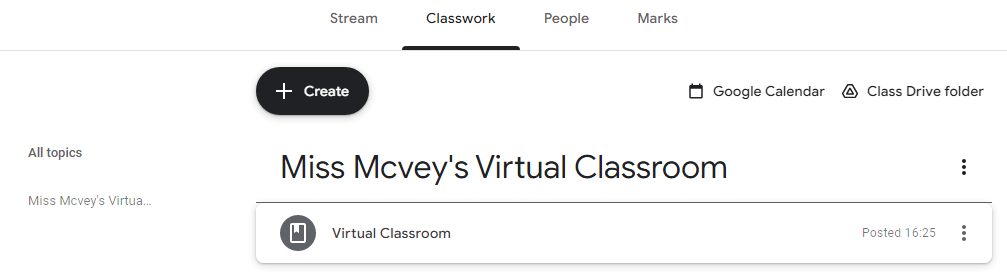 Stream Classwork People Marks
Create Google Calendar Class Drive folder
All topics
Miss Mcvey's Virtual Classroom
Miss Mcvey's Virtua...
Virtual Classroom Posted 16:25